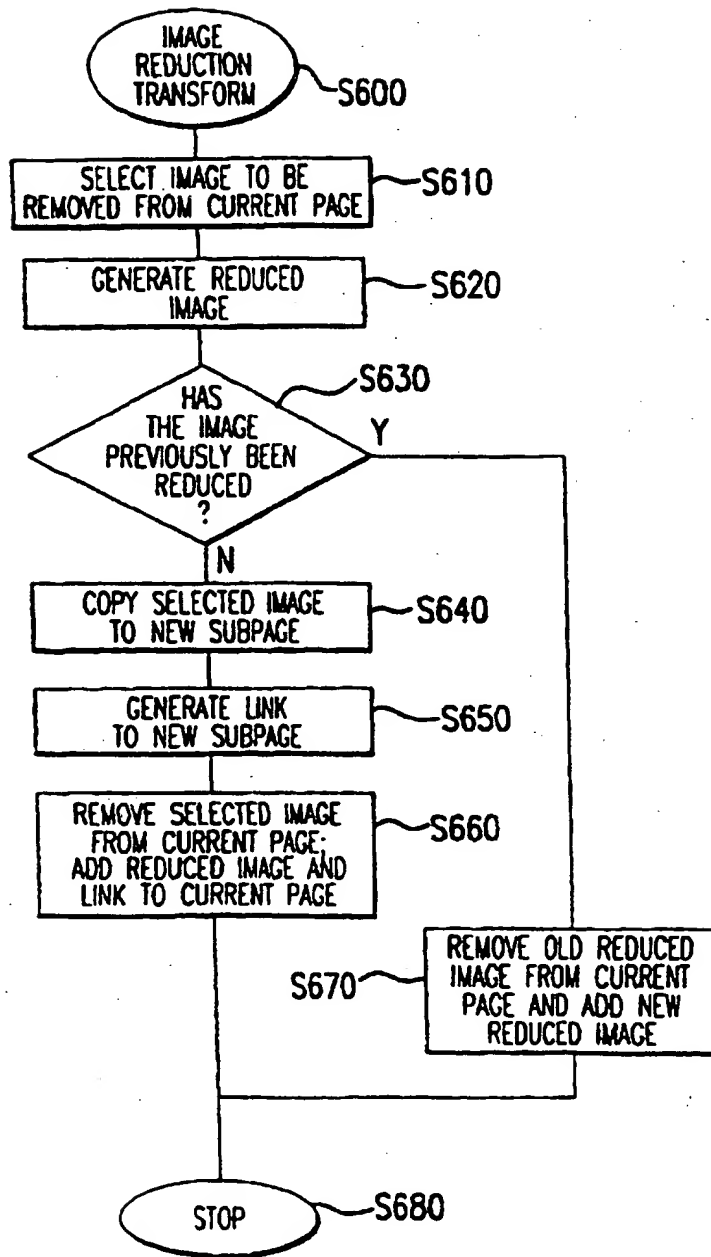 IMAGE
REDUCTION
TRANSFORM
S600
SELECT IMAGE TO BE
REMOVED FROM CURRENT PAGE
S610
GENERATE REDUCED
IMAGE
S620
HAS
THE IMAGE
PREVIOUSLY BEEN
REDUCED
?
S630
Y
N
COPY SELECTED IMAGE
TO NEW SUBPAGE
S640
GENERATE LINK
TO NEW SUBPAGE
S650
REMOVE SELECTED IMAGE
FROM CURRENT PAGE;
ADD REDUCED IMAGE AND
LINK TO CURRENT PAGE
S660
REMOVE OLD REDUCED
IMAGE FROM CURRENT
PAGE AND ADD NEW
REDUCED IMAGE
S670
STOP
S680